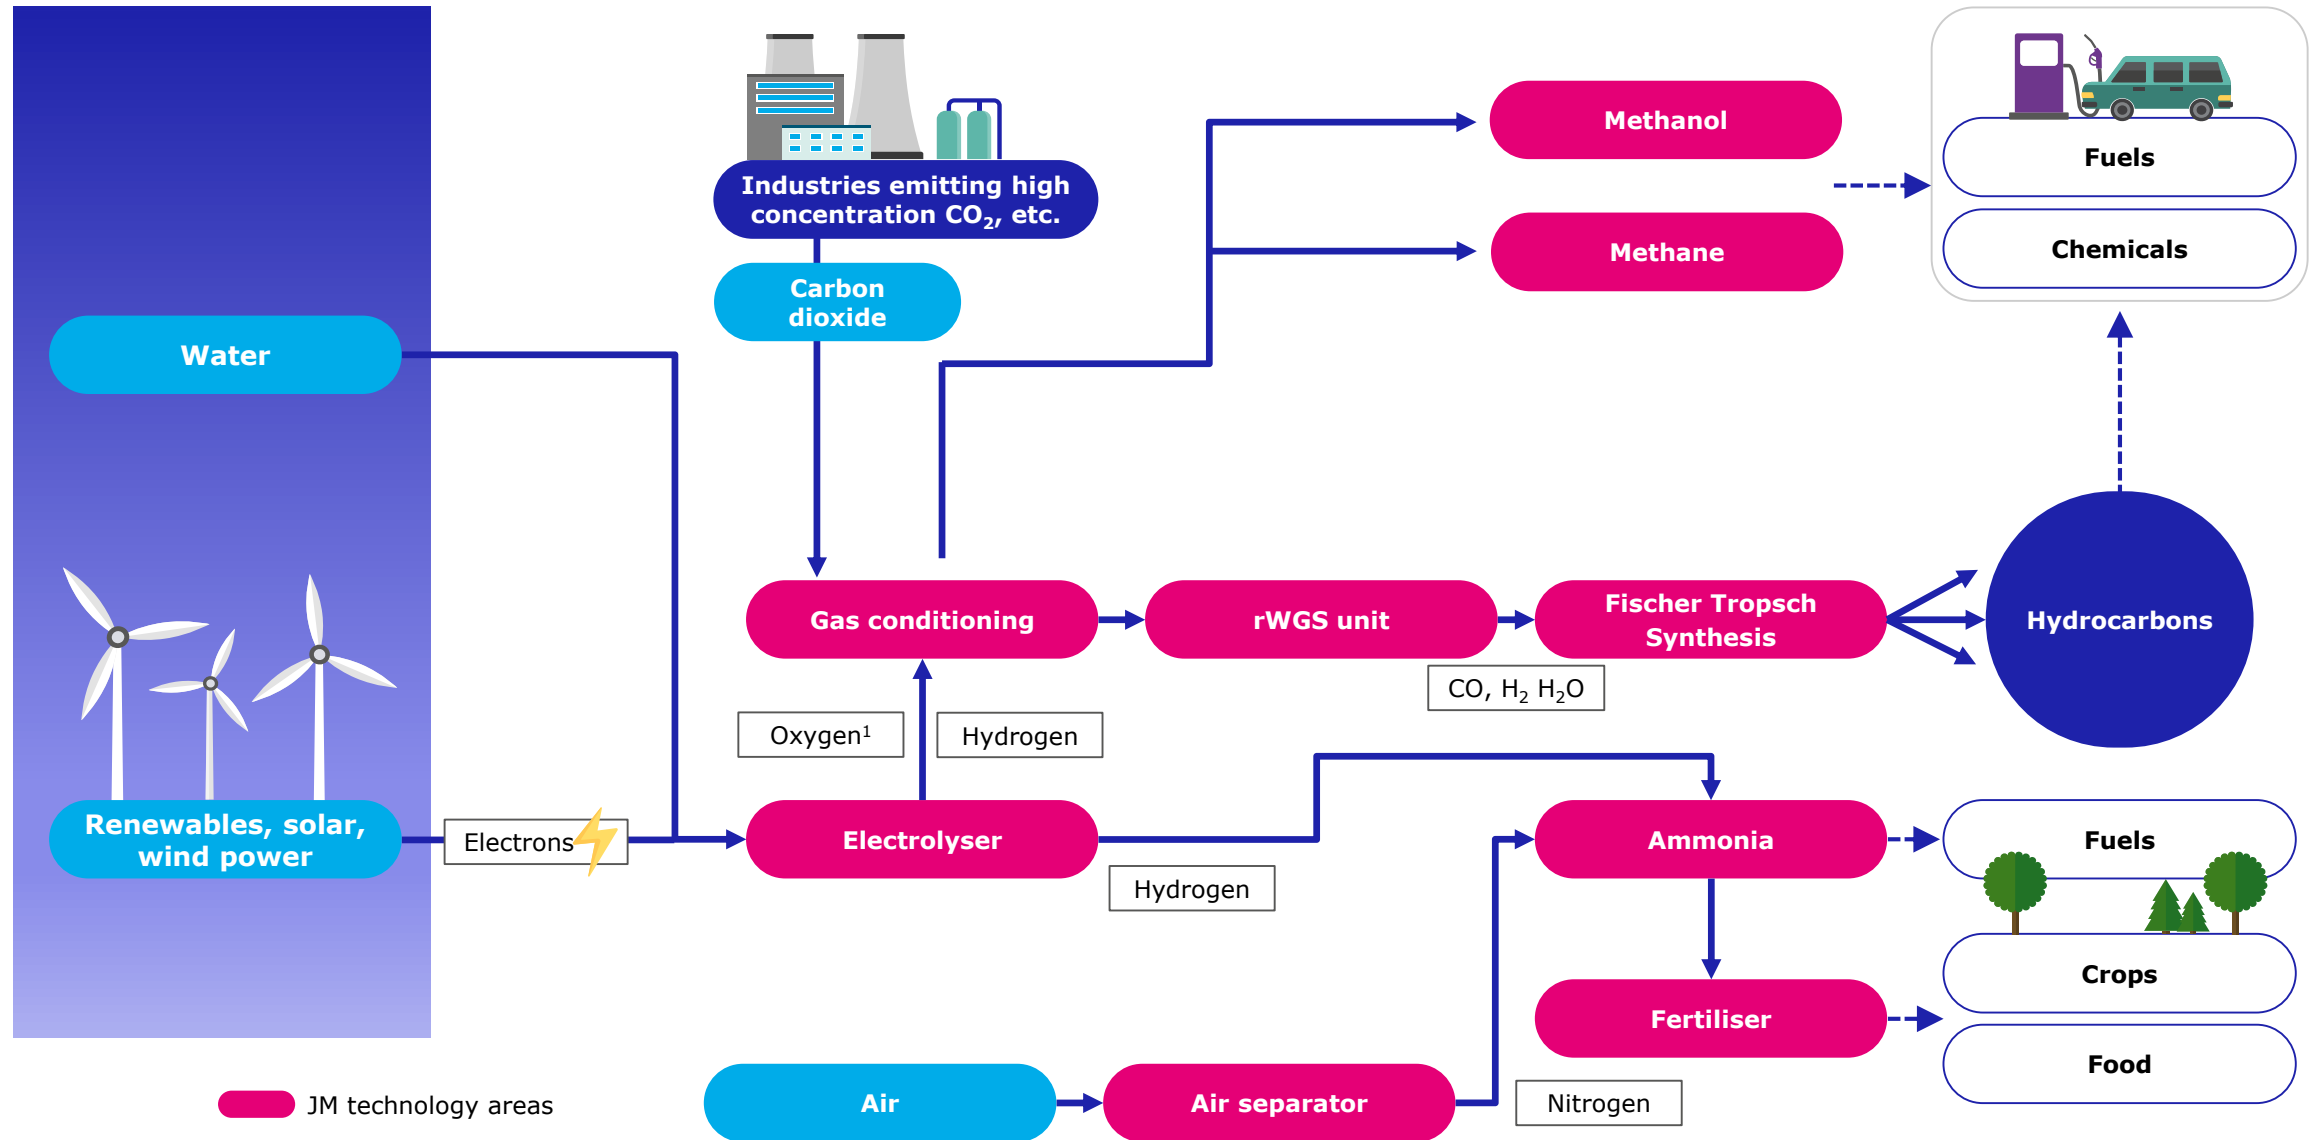 Industries emitting high
concentration CO₂, etc.
Carbon
dioxide
Water
Renewables, solar,
wind power
Electrons
Methanol
Methane
Fuels
Chemicals
Gas conditioning
rWGS unit
Fischer Tropsch
Synthesis
Hydrocarbons
CO, H₂ H₂O
Oxygen¹
Hydrogen
Electrolyser
Hydrogen
Ammonia
Fuels
Crops
Fertiliser
Food
Air
Air separator
Nitrogen
JM technology areas